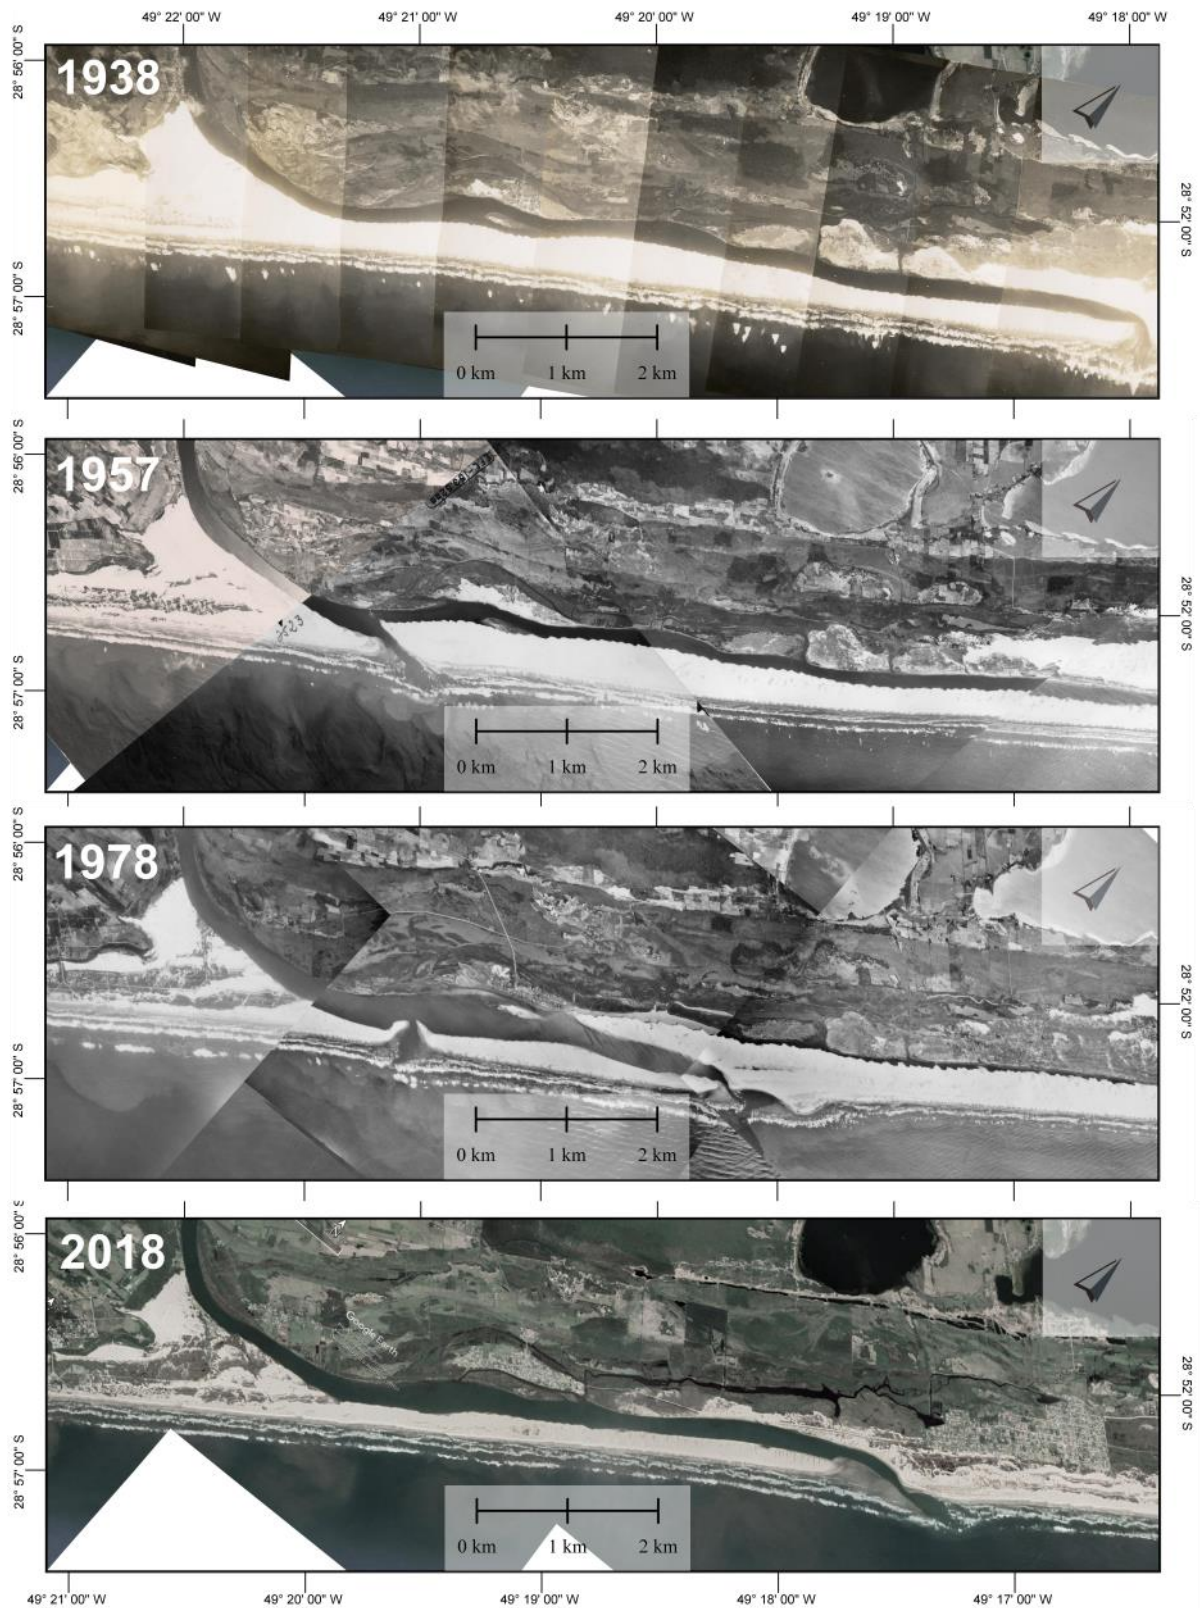 49° 22' 00" W 49° 21' 00" W 49° 20' 00" W 49° 19' 00" W 49° 18' 00" W
28° 56' 00" S
1938
28° 52' 00" S
28° 57' 00" S
0 km 1 km 2 km
28° 56' 00" S
1957
28° 52' 00" S
28° 57' 00" S
0 km 1 km 2 km
28° 56' 00" S
1978
28° 52' 00" S
28° 57' 00" S
0 km 1 km 2 km
28° 56' 00" S
2018
Google Earth
28° 52' 00" S
28° 57' 00" S
0 km 1 km 2 km
49° 21' 00" W 49° 20' 00" W 49° 19' 00" W 49° 18' 00" W 49° 17' 00" W